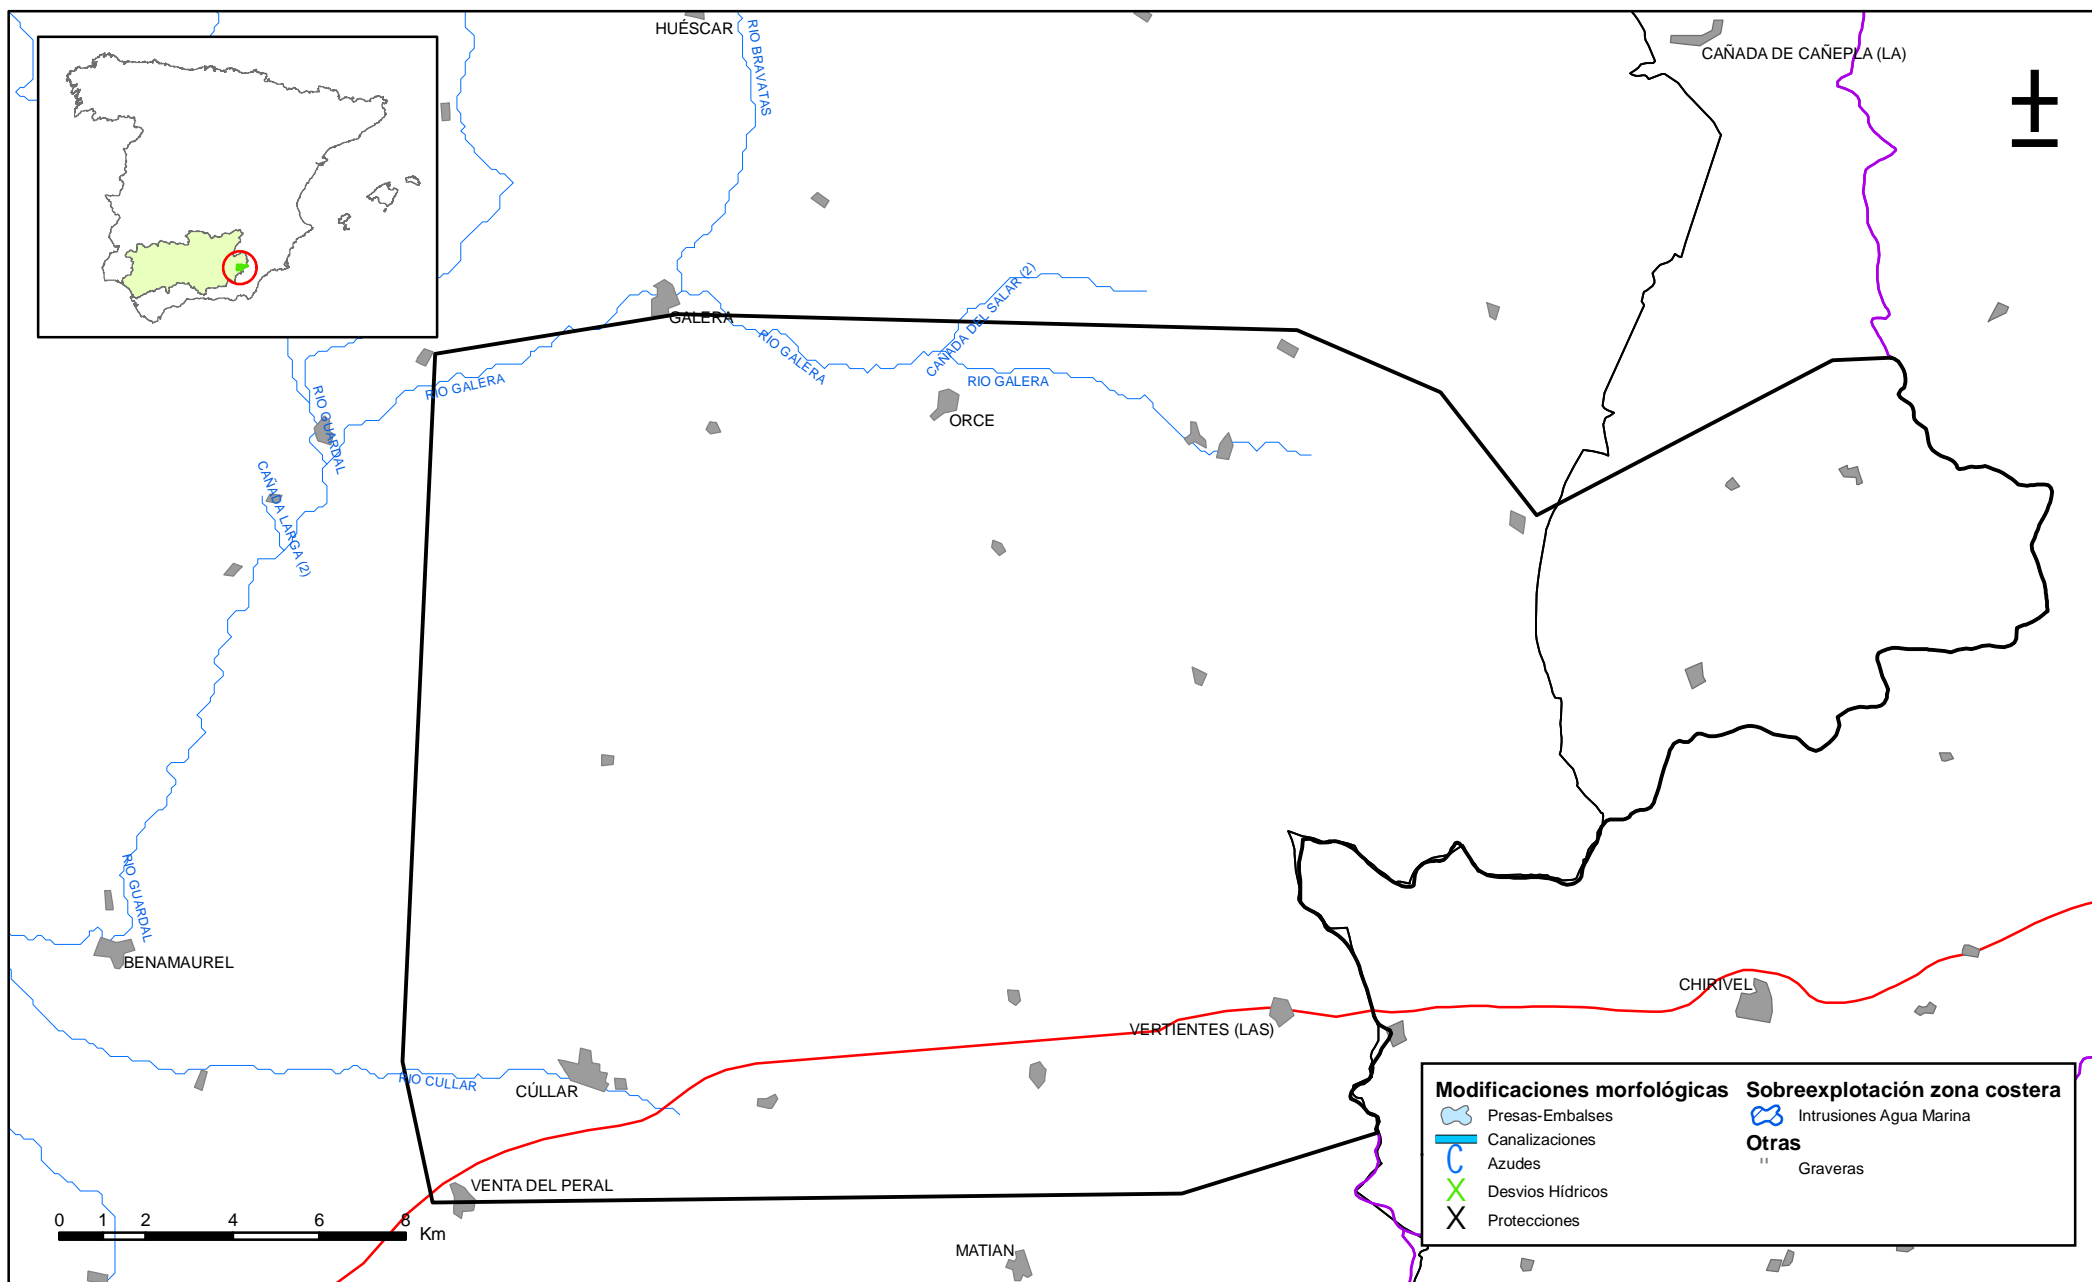 HUÉSCAR
RIO BRAVATAS
CAÑADA DE CAÑEPLA (LA)
GALERA
RIO GALERA
CAÑADA DEL SALAR (2)
RIO GALERA
RIO GALERA
ORCE
RIO GUARDAL
CAÑADA LARGA (2)
RIO GUARDAL
BENAMAUREL
VERTIENTES (LAS)
CHIRIVEL
RIO CULLAR
CÚLLAR
VENTA DEL PERAL
MATIAN
0 1 2 4 6 8
Km
Modificaciones morfológicas
Presas-Embalses
Canalizaciones
Azudes
Desvios Hídricos
Protecciones
Sobreexplotación zona costera
Intrusiones Agua Marina
Otras
Graveras